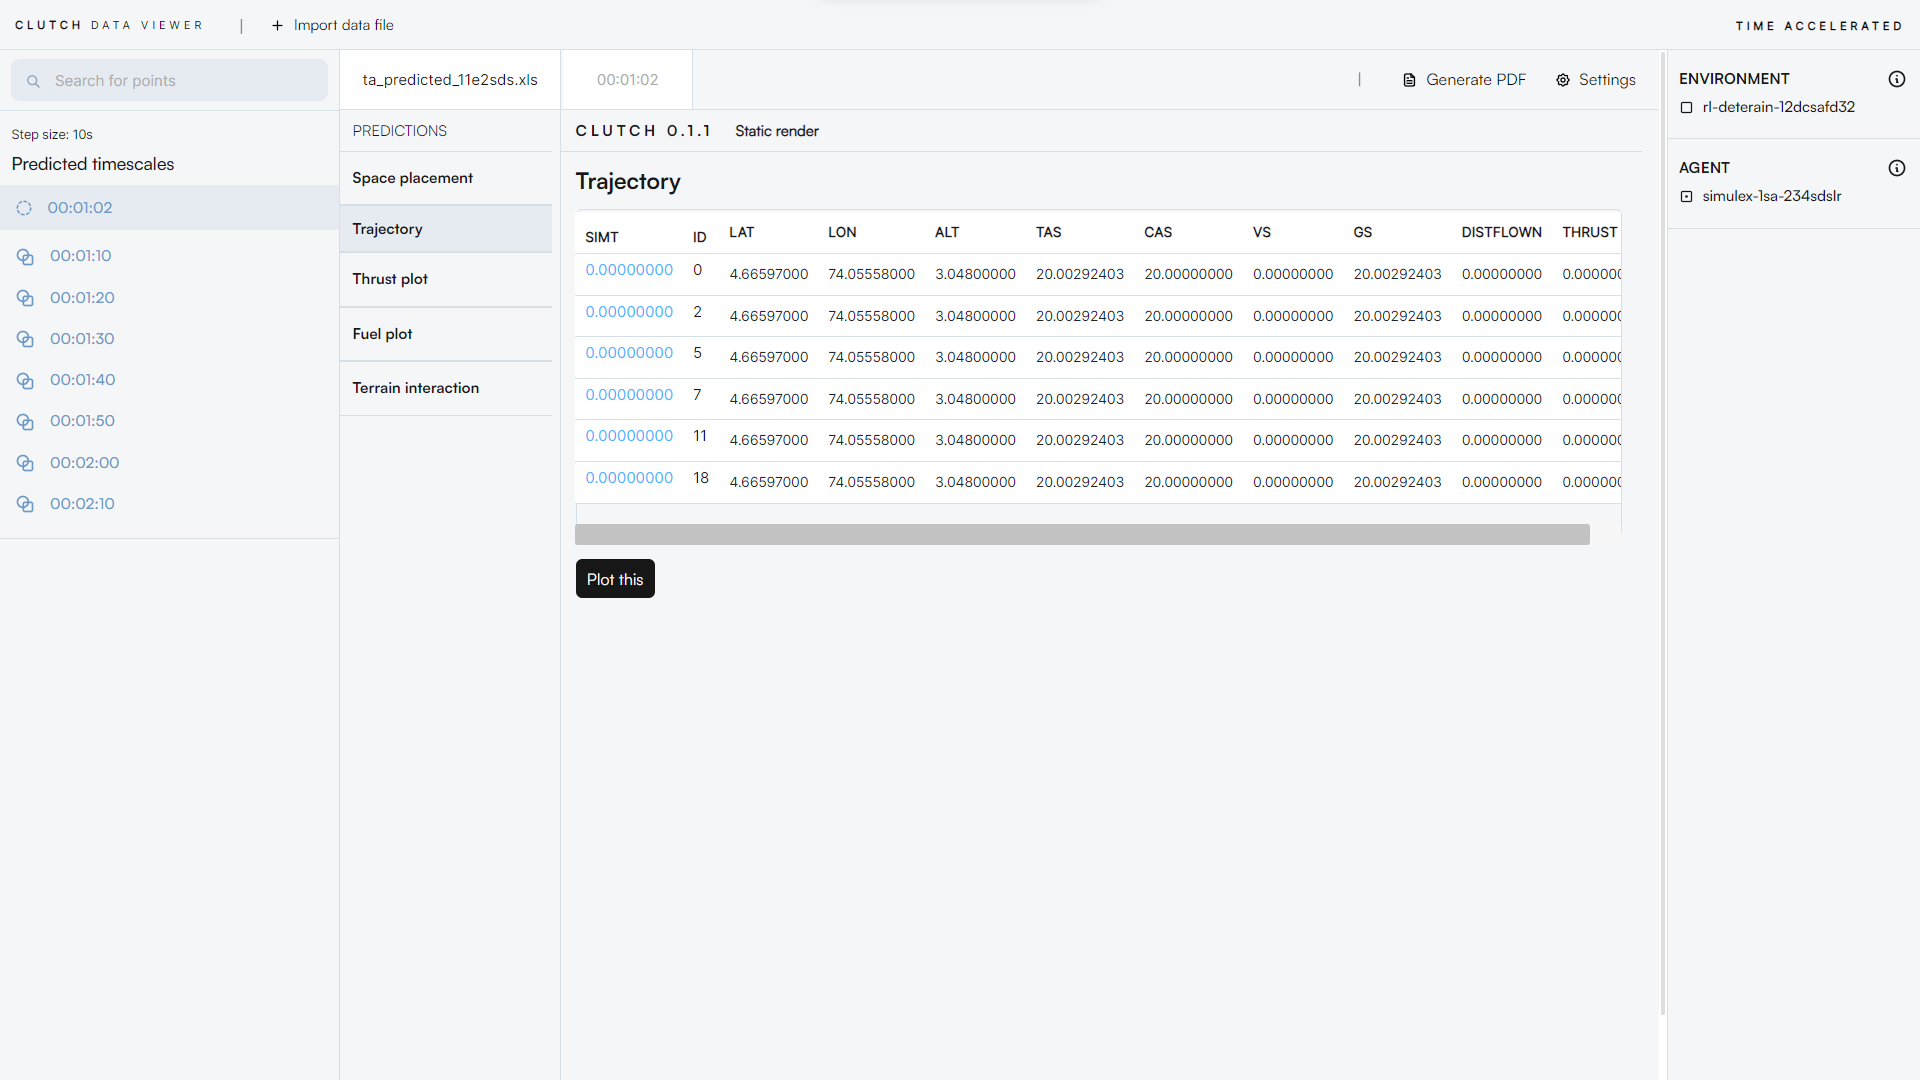 CLUTCH DATA VIEWER | + Import data file TIME ACCELERATED
Search for points
Step size: 10s
Predicted timescales
00:01:02
00:01:10
00:01:20
00:01:30
00:01:40
00:01:50
00:02:00
00:02:10
ta_predicted_11e2sds.xls 00:01:02 | Generate PDF Settings
PREDICTIONS
Space placement
Trajectory
Thrust plot
Fuel plot
Terrain interaction
CLUTCH 0.1.1 Static render
Trajectory
SIMT ID LAT LON ALT TAS CAS VS GS DISTFLOWN THRUST
0.00000000 0 4.66597000 74.05558000 3.04800000 20.00292403 20.00000000 0.00000000 20.00292403 0.00000000 0.000000
0.00000000 2 4.66597000 74.05558000 3.04800000 20.00292403 20.00000000 0.00000000 20.00292403 0.00000000 0.000000
0.00000000 5 4.66597000 74.05558000 3.04800000 20.00292403 20.00000000 0.00000000 20.00292403 0.00000000 0.000000
0.00000000 7 4.66597000 74.05558000 3.04800000 20.00292403 20.00000000 0.00000000 20.00292403 0.00000000 0.000000
0.00000000 11 4.66597000 74.05558000 3.04800000 20.00292403 20.00000000 0.00000000 20.00292403 0.00000000 0.000000
0.00000000 18 4.66597000 74.05558000 3.04800000 20.00292403 20.00000000 0.00000000 20.00292403 0.00000000 0.000000
Plot this
ENVIRONMENT
rl-deterain-12dcsafd32
AGENT
simulex-1sa-234sdslr